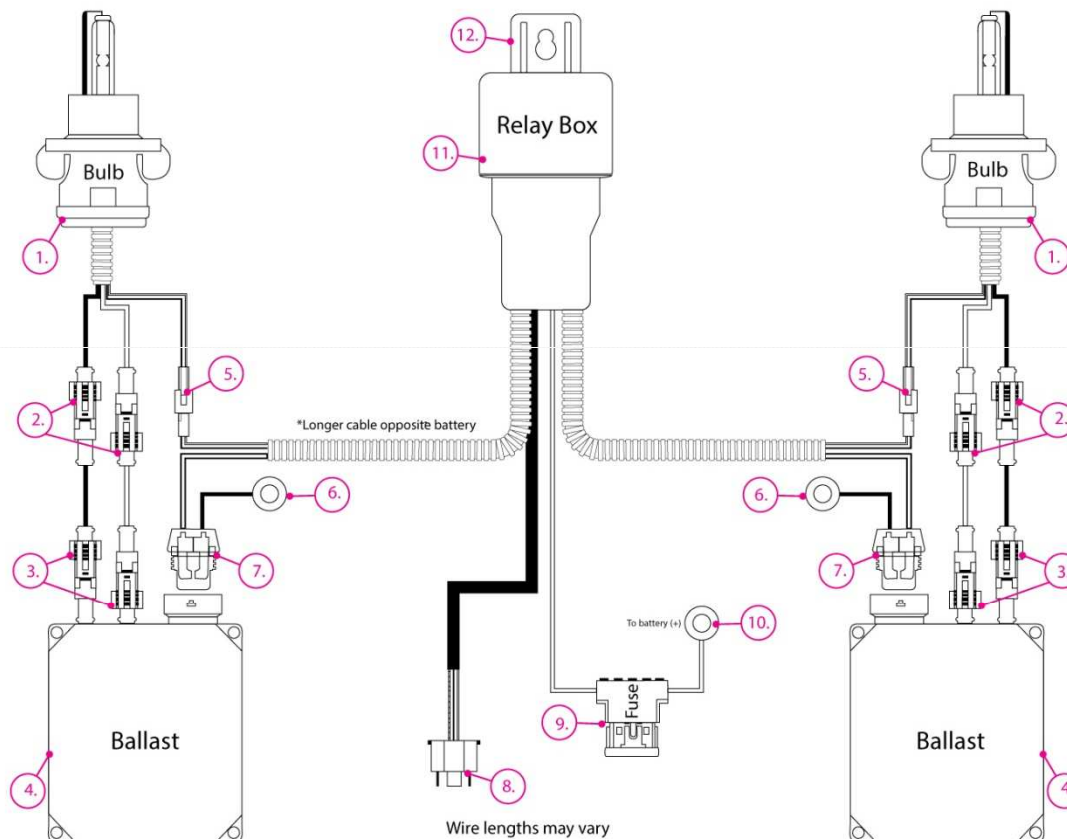 12.
Relay Box
11.
Bulb
Bulb
1.
1.
5.
5.
2.
2.
*Longer cable opposite battery
6.
6.
3.
7.
7.
3.
To battery (+)
10.
Fuse
9.
Ballast
Ballast
4.
8.
4.
Wire lengths may vary